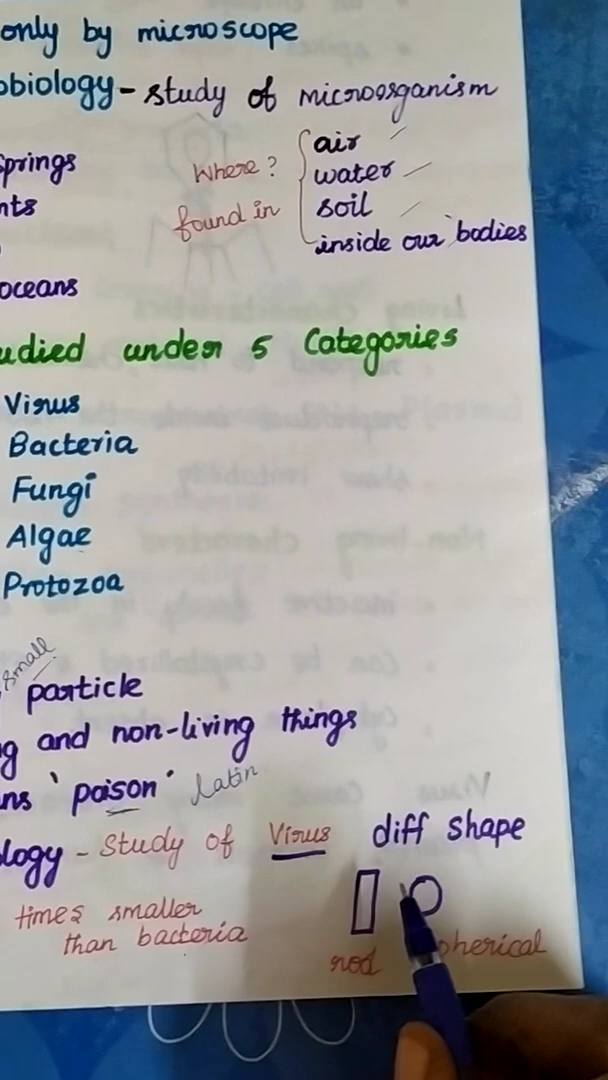 only by microscope
obiology - study of microorganism
Springs
nts
oceans
Where?
found in
air
water
soil
inside our bodies
udied under 5 Categories
Virus
Bacteria
Fungi
Algae
Protozoa
small
particle
g and non-living things
ns 'poison' Latin
logy - Study of Virus
times smaller
than bacteria
diff shape
rod
pherical